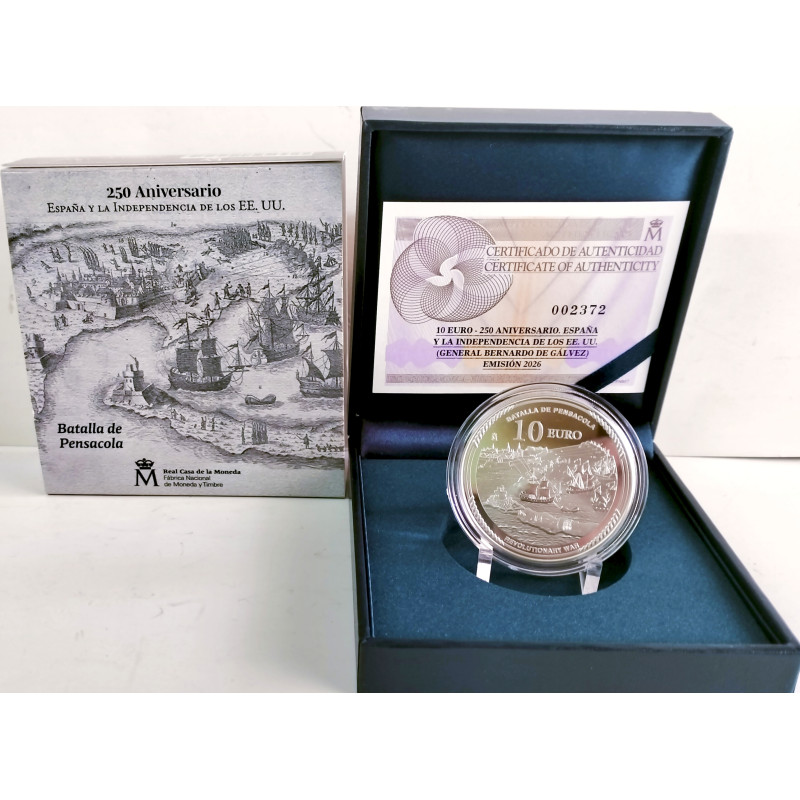 250 Aniversario
ESPAÑA Y LA INDEPENDENCIA DE LOS EE. UU.
Batalla de
Pensacola
M
Real Casa de la Moneda
Fábrica Nacional
de Moneda y Timbre
M
CERTIFICADO DE AUTENTICIDAD
CERTIFICATE OF AUTHENTICITY
002372
10 EURO - 250 ANIVERSARIO. ESPAÑA
Y LA INDEPENDENCIA DE LOS EE. UU.
(GENERAL BERNARDO DE GÁLVEZ)
EMISIÓN 2026
BATALLA DE PENSACOLA
10 EURO
REVOLUTIONARY WAR